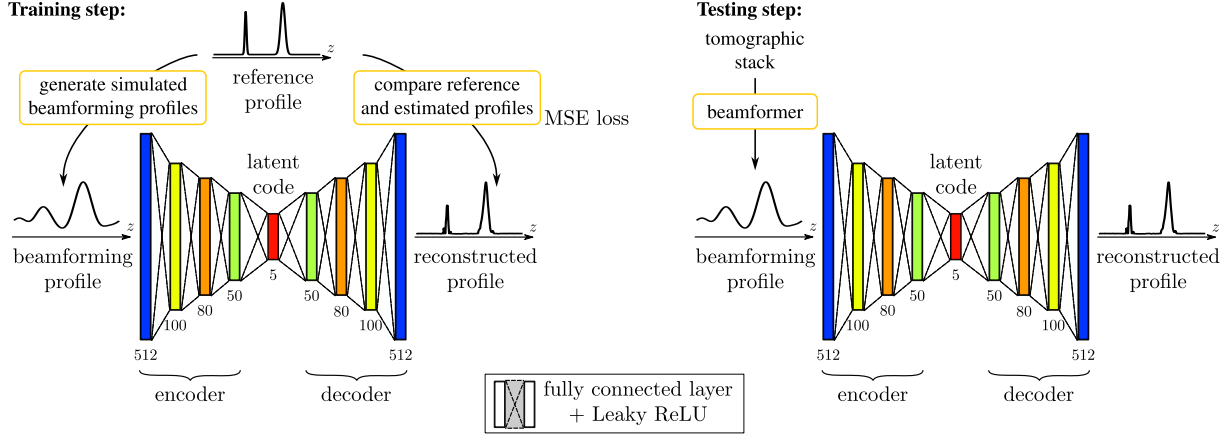 Training step:
z
reference
profile
generate simulated
beamforming profiles
compare reference
and estimated profiles
MSE loss
latent
code
z
beamforming
profile
z
reconstructed
profile
512
100
80
50
5
50
80
100
512
encoder
decoder
fully connected layer
+ Leaky ReLU
Testing step:
tomographic
stack
beamformer
latent
code
z
beamforming
profile
z
reconstructed
profile
512
100
80
50
5
50
80
100
512
encoder
decoder